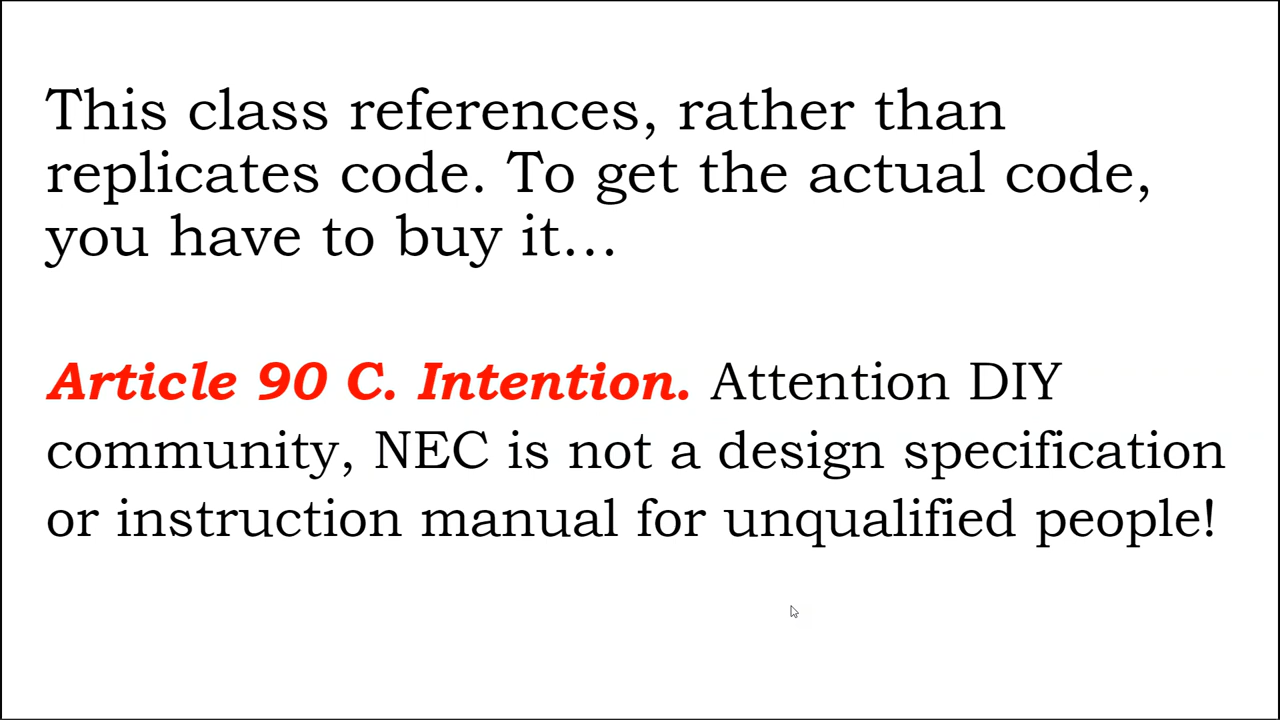 This class references, rather than
replicates code. To get the actual code,
you have to buy it…
Article 90 C. Intention. Attention DIY
community, NEC is not a design specification
or instruction manual for unqualified people!